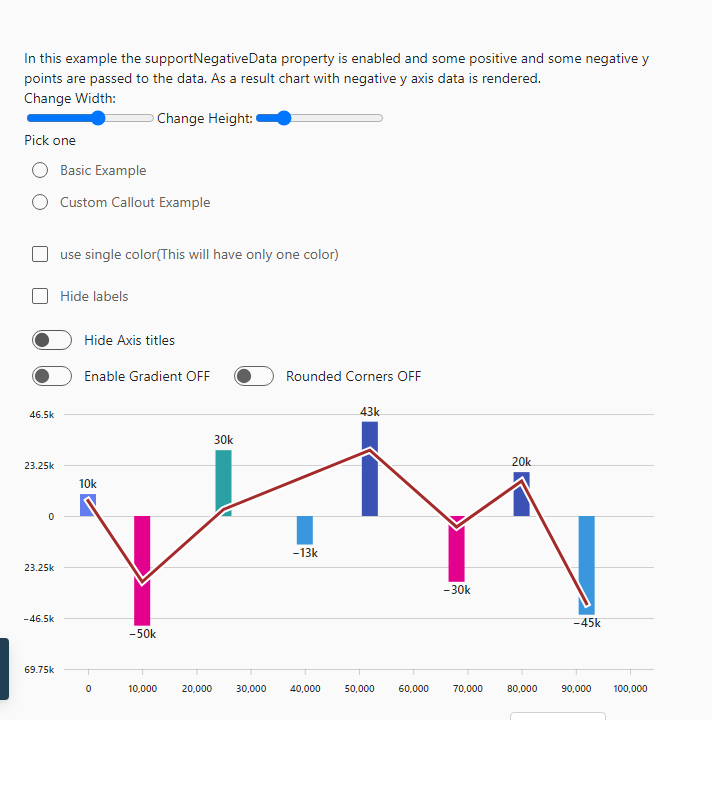 In this example the supportNegativeData property is enabled and some positive and some negative y
points are passed to the data. As a result chart with negative y axis data is rendered.
Change Width:
Change Height:
Pick one
Basic Example
Custom Callout Example
use single color(This will have only one color)
Hide labels
Hide Axis titles
Enable Gradient OFF Rounded Corners OFF
46.5k
43k
30k
23.25k
20k
10k
0
−13k
23.25k
−30k
−46.5k
−45k
−50k
69.75k
0 10,000 20,000 30,000 40,000 50,000 60,000 70,000 80,000 90,000 100,000